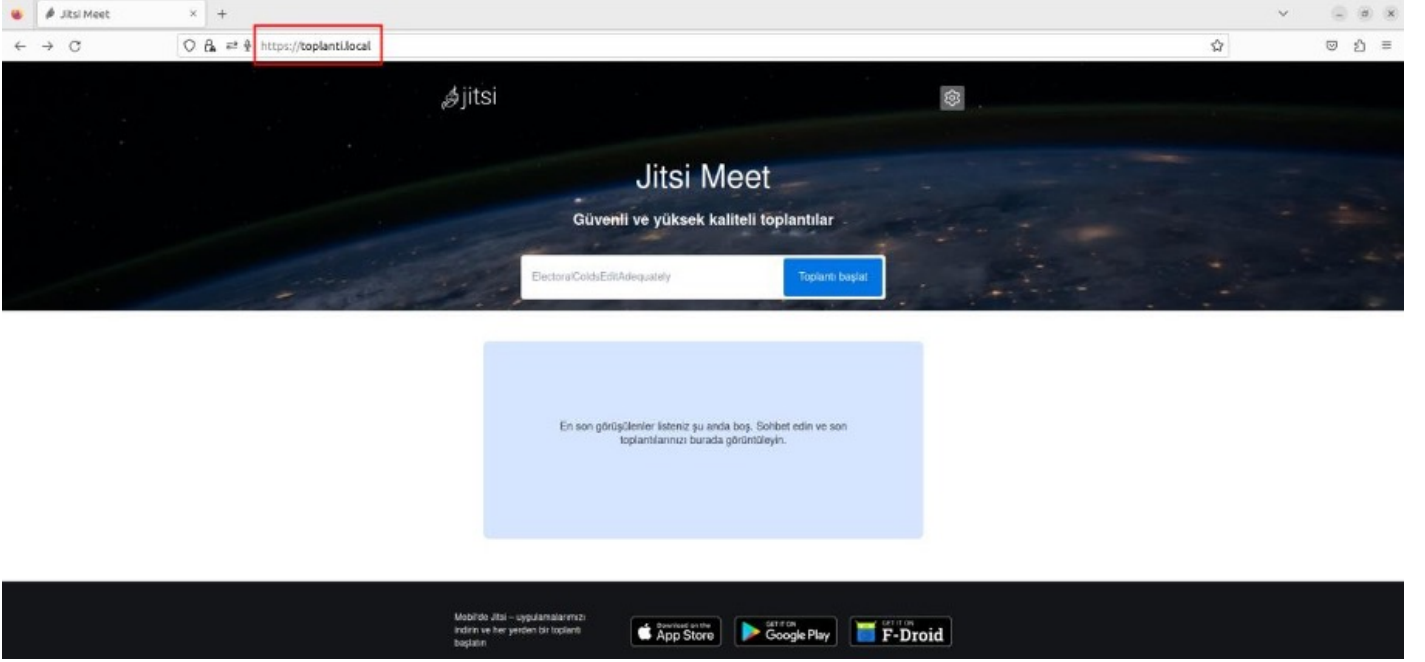 Jitsi Meet
https://toplanti.local
jitsi
Jitsi Meet
Güvenli ve yüksek kaliteli toplantılar
ElectoralColdsEditAdequately
Toplantı başlat
En son görüşülenler listeniz şu anda boş. Sohbet edin ve son
toplantılarınızı burada görüntüleyin.
Mobil'de Jitsi – uygulamalarımızı
indirin ve her yerden bir toplantı
başlatın
Download on the
App Store
GET IT ON
Google Play
GET IT ON
F-Droid